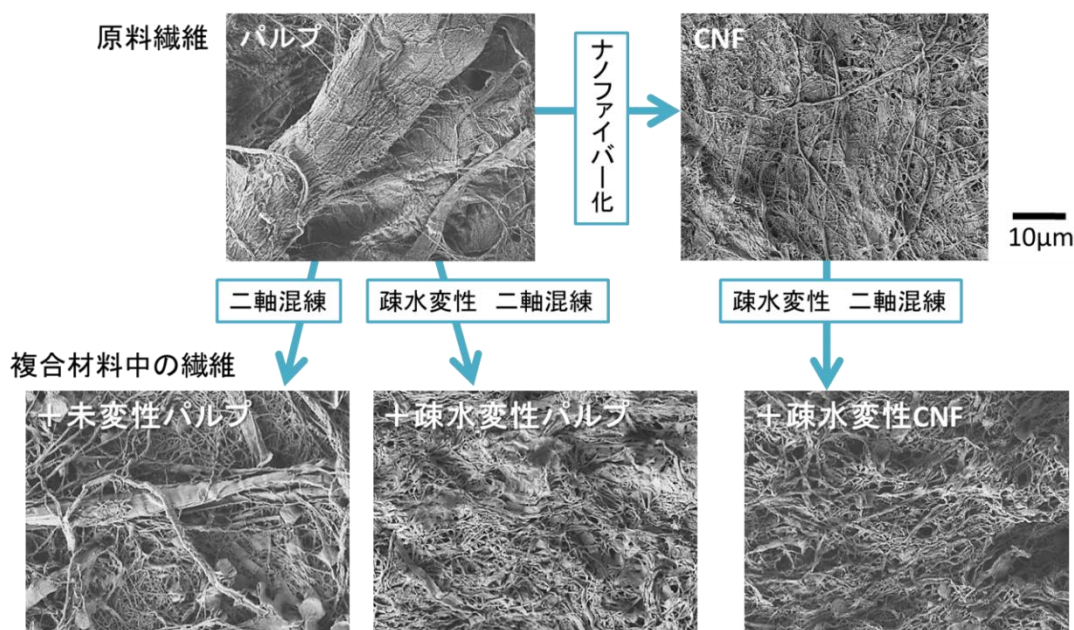 原料繊維
パルプ
ナノファイバー化
CNF
10μm
二軸混練
疎水変性 二軸混練
疎水変性 二軸混練
複合材料中の繊維
＋未変性パルプ
＋疎水変性パルプ
＋疎水変性CNF